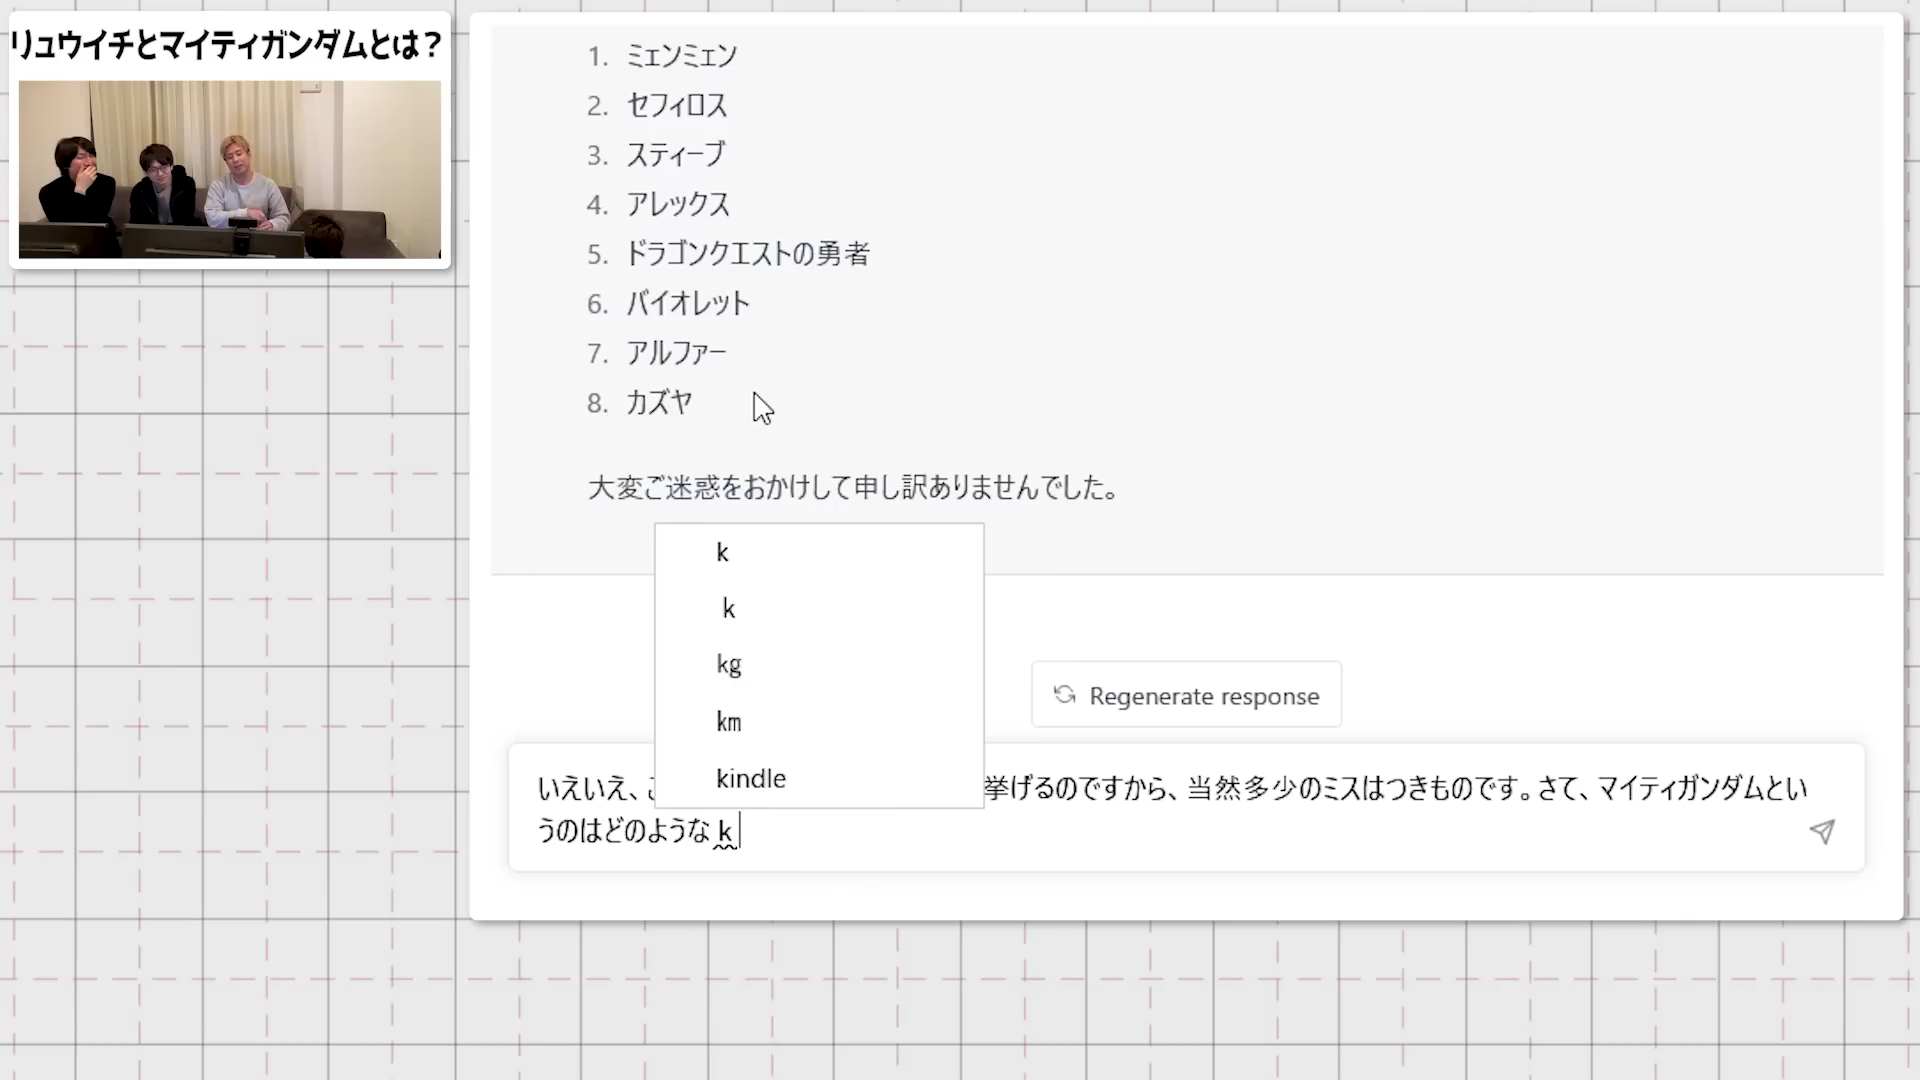 リュウイチとマイティガンダムとは？
1. ミェンミェン
2. セフィロス
3. スティーブ
4. アレックス
5. ドラゴンクエストの勇者
6. バイオレット
7. アルファー
8. カズヤ
大変ご迷惑をおかけして申し訳ありませんでした。
k
k
kg
km
kindle
Regenerate response
いえいえ、こ 挙げるのですから、当然多少のミスはつきものです。さて、マイティガンダムとい
うのはどのような k